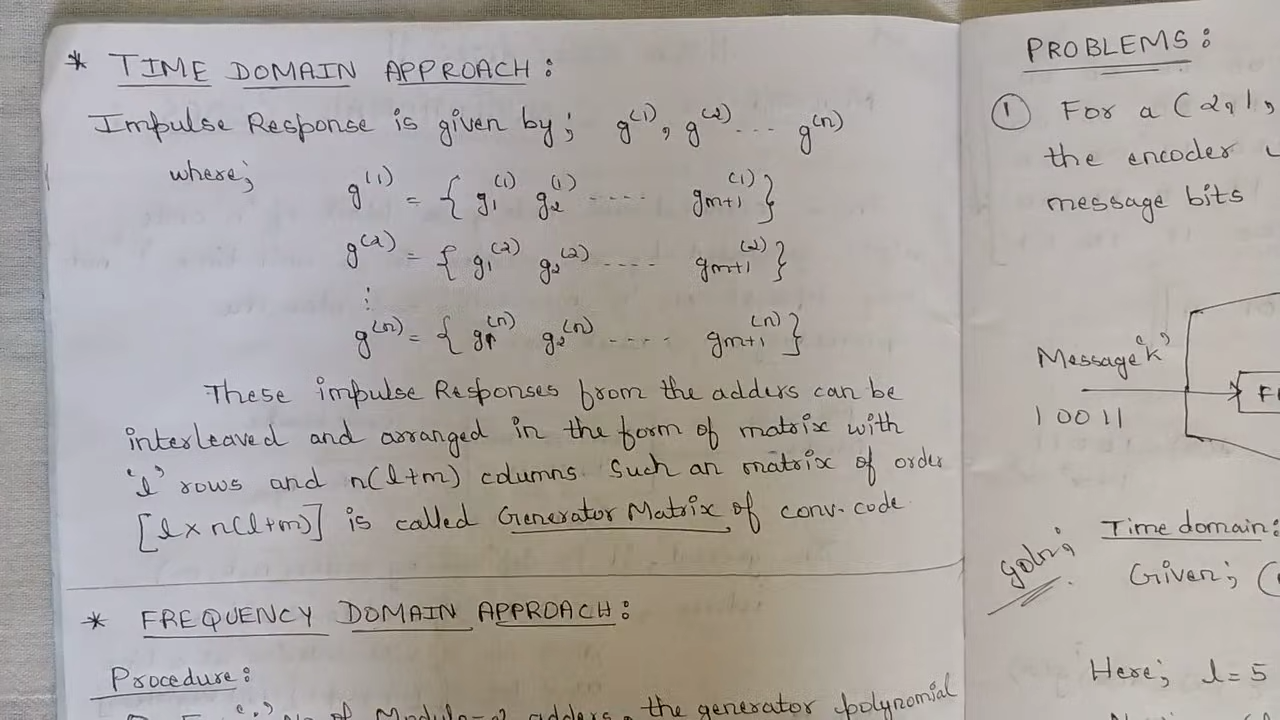 * TIME DOMAIN APPROACH:
Impulse Response is given by; g(1), g(2) ... g(n)
where;
g(1) = { g1(1) g2(1) ..... gm+1(1) }
g(2) = { g1(2) g2(2) ..... gm+1(2) }
⋮
g(n) = { g1(n) g2(n) ..... gm+1(n) }
These impulse Responses from the adders can be
interleaved and arranged in the form of matrix with
'l' rows and n(l+m) columns. Such an matrix of order
[l x n(l+m)] is called Generator Matrix of conv. code
* FREQUENCY DOMAIN APPROACH:
Procedure:
No of Modulo-2 adders, the generator polynomial
PROBLEMS:
1 For a (2,1,
the encoder
message bits
Message 'k'
10011
Soln;
Time domain:
Given; (
Here; l=5